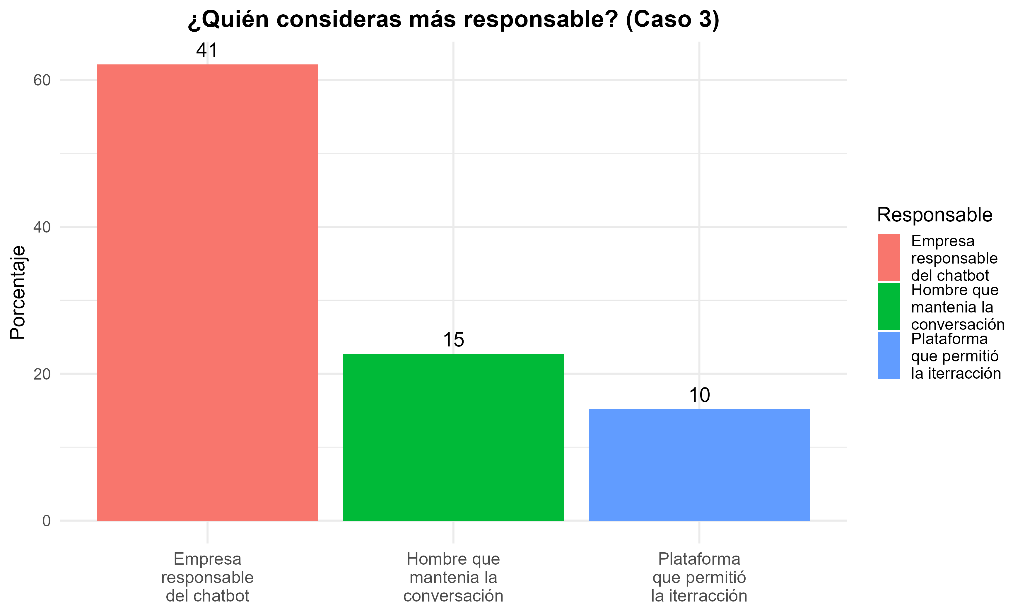 ¿Quién consideras más responsable? (Caso 3)
41
60
15
40
10
20
0
Porcentaje
Responsable
Empresa
responsable
del chatbot
Hombre que
mantenia la
conversación
Plataforma
que permitió
la iterracción
Empresa
responsable
del chatbot
Hombre que
mantenia la
conversación
Plataforma
que permitió
la iterracción